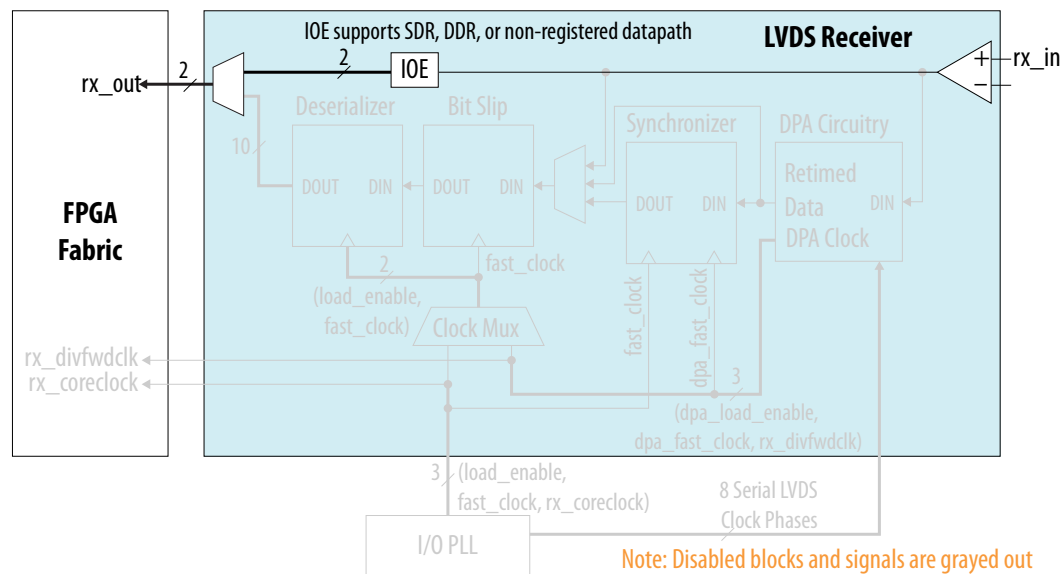 IOE supports SDR, DDR, or non-registered datapath
LVDS Receiver
rx_in
+
−
2
IOE
2
rx_out
Deserializer
Bit Slip
Synchronizer
DPA Circuitry
10
DOUT
DIN
DOUT
DIN
DOUT
DIN
Retimed
Data
DIN
DPA Clock
FPGA
Fabric
2
fast_clock
(load_enable,
fast_clock)
Clock Mux
fast_clock
dpa_fast_clock
rx_divfwdclk
rx_coreclock
3
(dpa_load_enable,
dpa_fast_clock, rx_divfwdclk)
3
(load_enable,
fast_clock, rx_coreclock)
8 Serial LVDS
Clock Phases
I/O PLL
Note: Disabled blocks and signals are grayed out